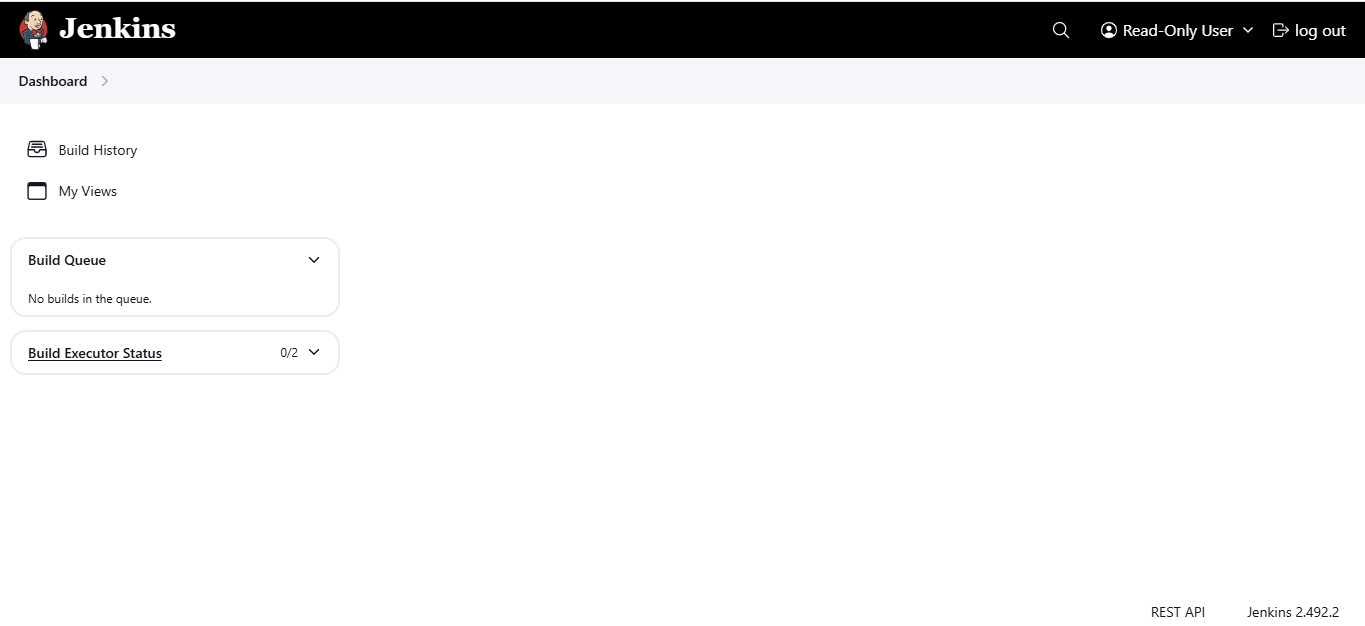 Jenkins
Read-Only User
log out
Dashboard
Build History
My Views
Build Queue
No builds in the queue.
Build Executor Status 0/2
REST API Jenkins 2.492.2